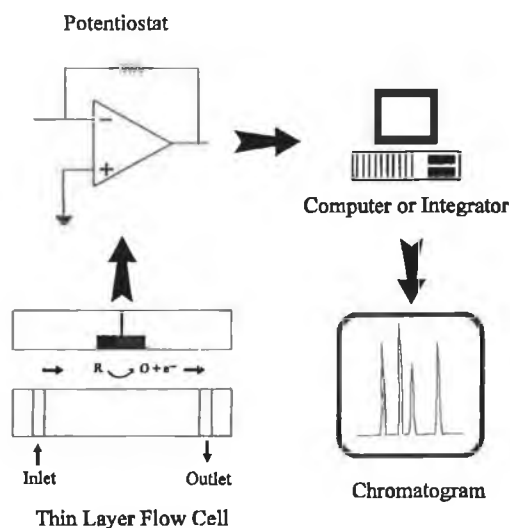 Potentiostat
−
+
Computer or Integrator
R O + e⁻
Inlet
Outlet
Thin Layer Flow Cell
Chromatogram